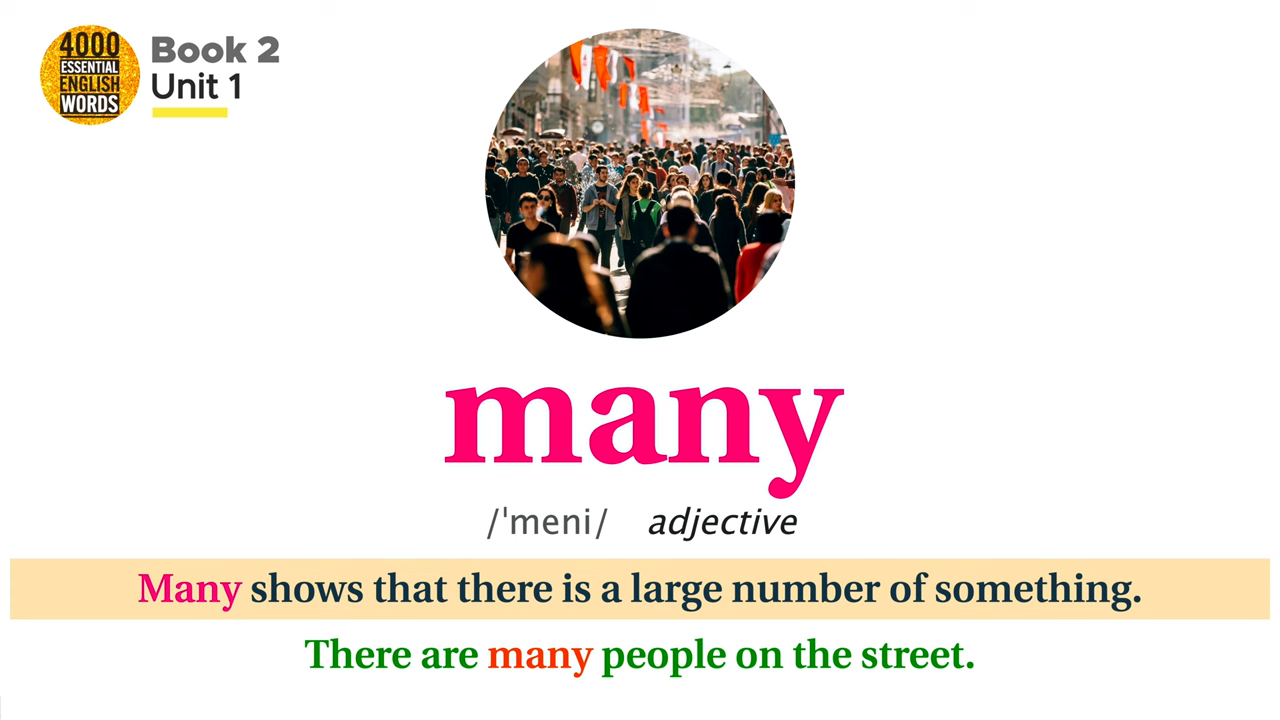 4000
ESSENTIAL
ENGLISH
WORDS
Book 2
Unit 1
many
/ˈmeni/ adjective
Many shows that there is a large number of something.
There are many people on the street.